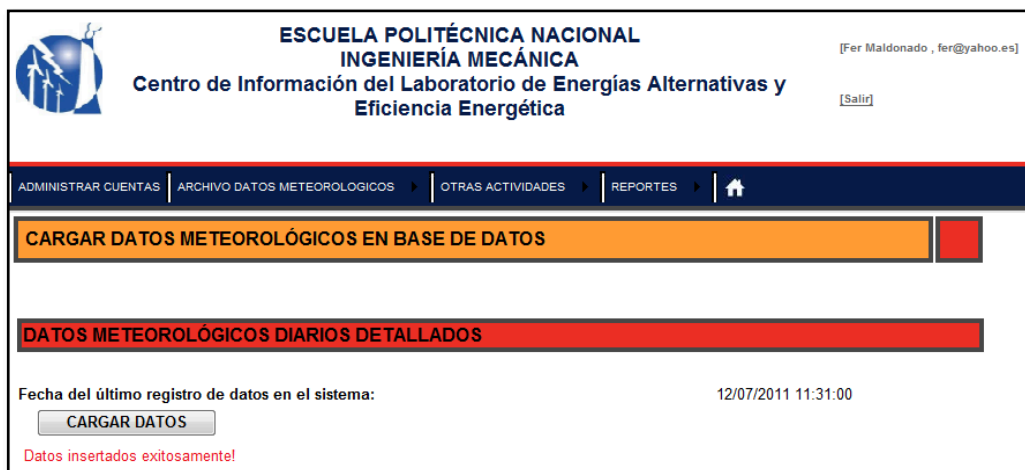 ESCUELA POLITÉCNICA NACIONAL
INGENIERÍA MECÁNICA
Centro de Información del Laboratorio de Energías Alternativas y
Eficiencia Energética
[Fer Maldonado , fer@yahoo.es]
[Salir]
ADMINISTRAR CUENTAS ARCHIVO DATOS METEOROLOGICOS OTRAS ACTIVIDADES REPORTES
CARGAR DATOS METEOROLÓGICOS EN BASE DE DATOS
DATOS METEOROLÓGICOS DIARIOS DETALLADOS
Fecha del último registro de datos en el sistema: 12/07/2011 11:31:00
CARGAR DATOS
Datos insertados exitosamente!